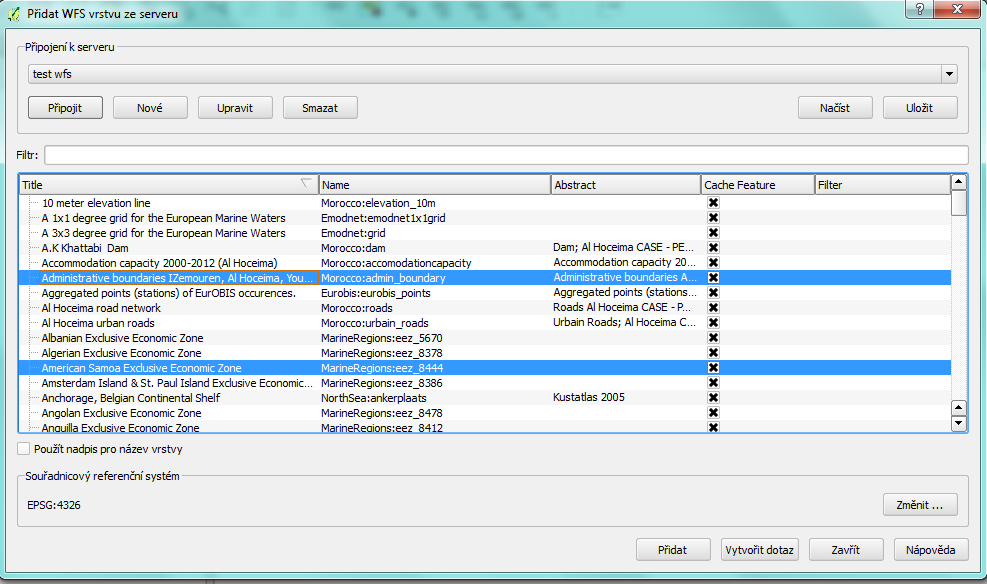 Přidat WFS vrstvu ze serveru
Připojení k serveru
test wfs
Připojit Nové Upravit Smazat Načíst Uložit
Filtr:
Title Name Abstract Cache Feature Filter
10 meter elevation line Morocco:elevation_10m
A 1x1 degree grid for the European Marine Waters Emodnet:emodnet1x1grid
A 3x3 degree grid for the European Marine Waters Emodnet:grid
A.K Khattabi Dam Morocco:dam Dam; Al Hoceima CASE - PE...
Accommodation capacity 2000-2012 (Al Hoceima) Morocco:accomodationcapacity Accommodation capacity 20...
Administrative boundaries IZemouren, Al Hoceima, You... Morocco:admin_boundary Administrative boundaries A...
Aggregated points (stations) of EurOBIS occurences. Eurobis:eurobis_points Aggregated points (stations...
Al Hoceima road network Morocco:roads Roads Al Hoceima CASE - P...
Al Hoceima urban roads Morocco:urbain_roads Urbain Roads; Al Hoceima C...
Albanian Exclusive Economic Zone MarineRegions:eez_5670
Algerian Exclusive Economic Zone MarineRegions:eez_8378
American Samoa Exclusive Economic Zone MarineRegions:eez_8444
Amsterdam Island & St. Paul Island Exclusive Economic... MarineRegions:eez_8386
Anchorage, Belgian Continental Shelf NorthSea:ankerplaats Kustatlas 2005
Angolan Exclusive Economic Zone MarineRegions:eez_8478
Anguilla Exclusive Economic Zone MarineRegions:eez_8412
Použít nadpis pro název vrstvy
Souřadnicový referenční systém
EPSG:4326 Změnit ...
Přidat Vytvořit dotaz Zavřít Nápověda